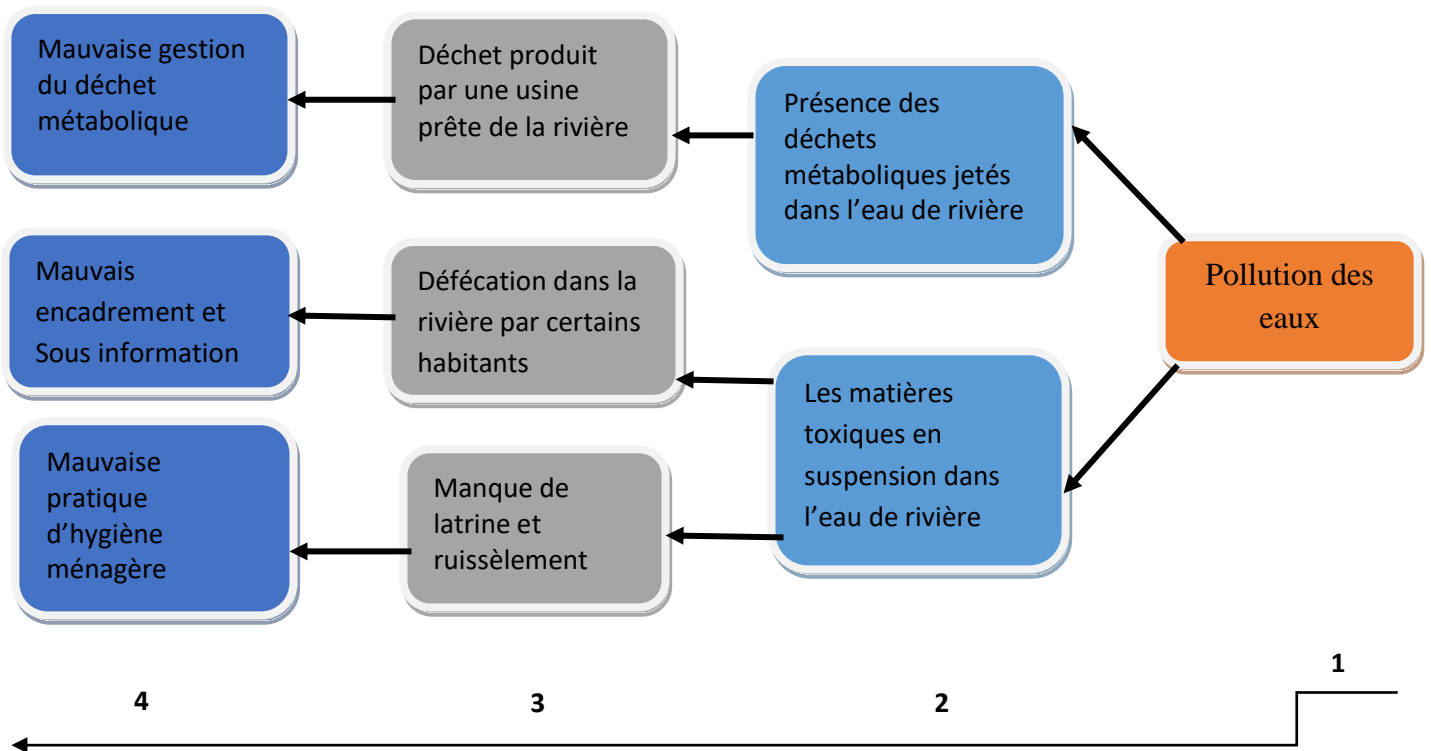 Mauvaise gestion
du déchet
métabolique
Déchet produit
par une usine
prête de la rivière
Présence des
déchets
métaboliques jetés
dans l’eau de rivière
Pollution des
eaux
Mauvais
encadrement et
Sous information
Défécation dans la
rivière par certains
habitants
Les matières
toxiques en
suspension dans
l’eau de rivière
Mauvaise
pratique
d’hygiène
ménagère
Manque de
latrine et
ruissèlement
4
3
2
1